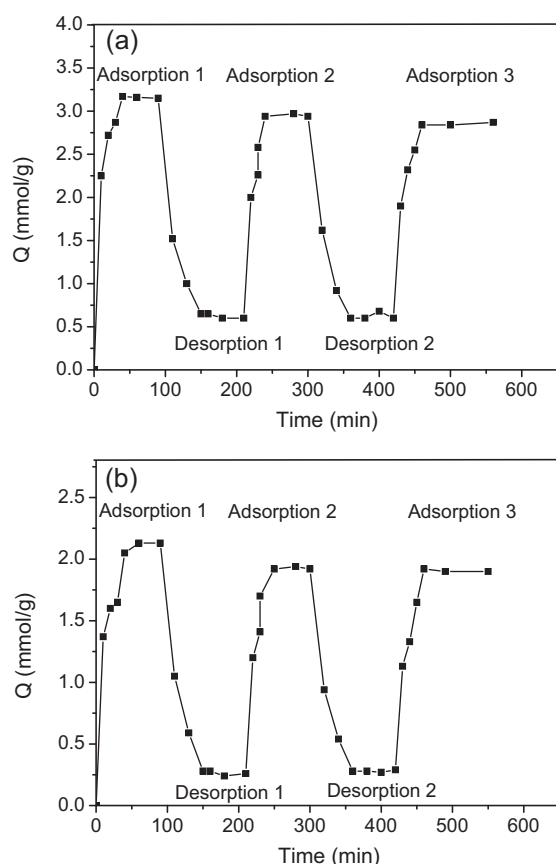 (a)
Adsorption 1 Adsorption 2 Adsorption 3
4.0
3.5
3.0
2.5
2.0
1.5
1.0
0.5
0.0
Q (mmol/g)
Desorption 1 Desorption 2
0 100 200 300 400 500 600
Time (min)
(b)
Adsorption 1 Adsorption 2 Adsorption 3
2.5
2.0
1.5
1.0
0.5
0.0
Q (mmol/g)
Desorption 1 Desorption 2
0 100 200 300 400 500 600
Time (min)